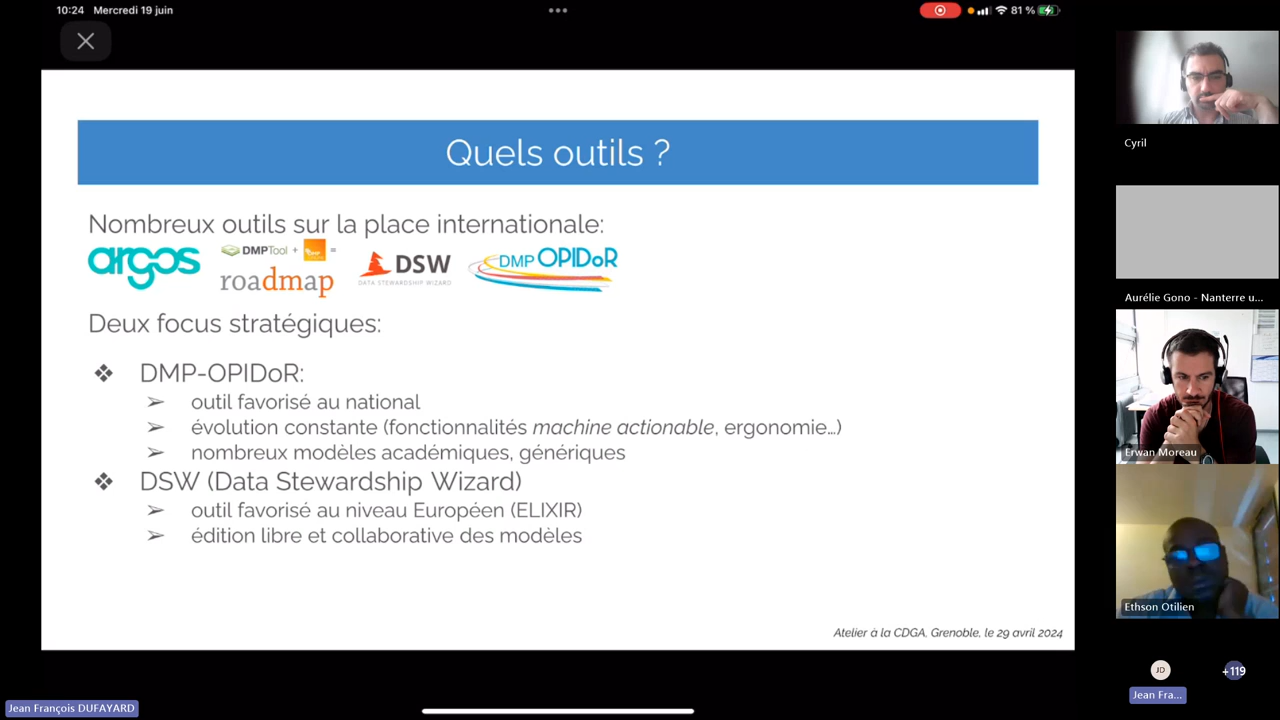 10:24 Mercredi 19 juin
81 %
Quels outils ?
Nombreux outils sur la place internationale:
argos
DMPTool + =
roadmap
DSW
DATA STEWARDSHIP WIZARD
DMP OPIDoR
Deux focus stratégiques:
❖ DMP-OPIDoR:
➢ outil favorisé au national
➢ évolution constante (fonctionnalités machine actionable, ergonomie…)
➢ nombreux modèles académiques, génériques
❖ DSW (Data Stewardship Wizard)
➢ outil favorisé au niveau Européen (ELIXIR)
➢ édition libre et collaborative des modèles
Atelier à la CDGA, Grenoble, le 29 avril 2024
Jean François DUFAYARD
Cyril
Aurélie Gono - Nanterre u...
Erwan Moreau
Ethson Otilien
JD
+119
Jean Fra...